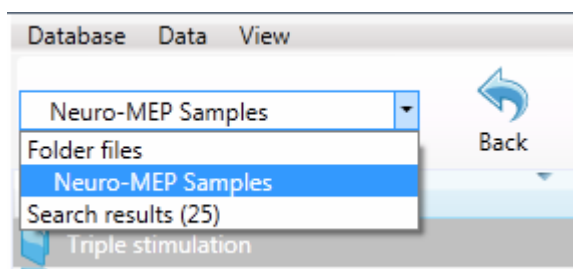 Database Data View
Neuro-MEP Samples
Back
Folder files
Neuro-MEP Samples
Search results (25)
Triple stimulation